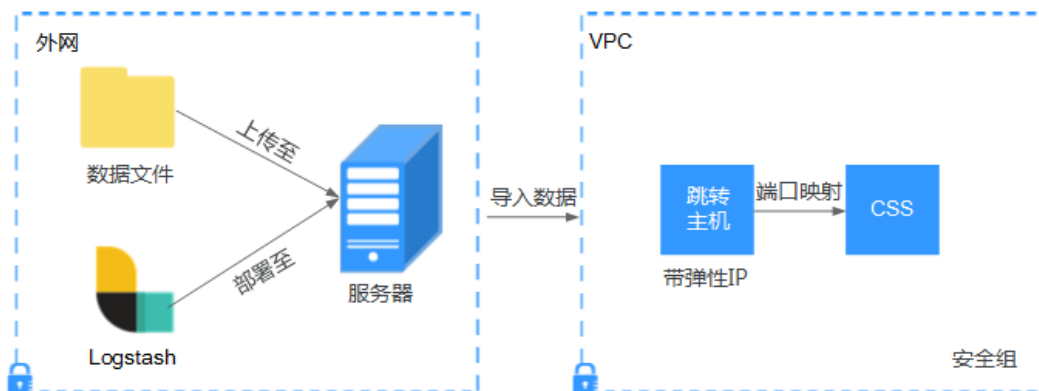 外网
数据文件
上传至
部署至
服务器
Logstash
导入数据
VPC
跳转
主机
端口映射
CSS
带弹性IP
安全组